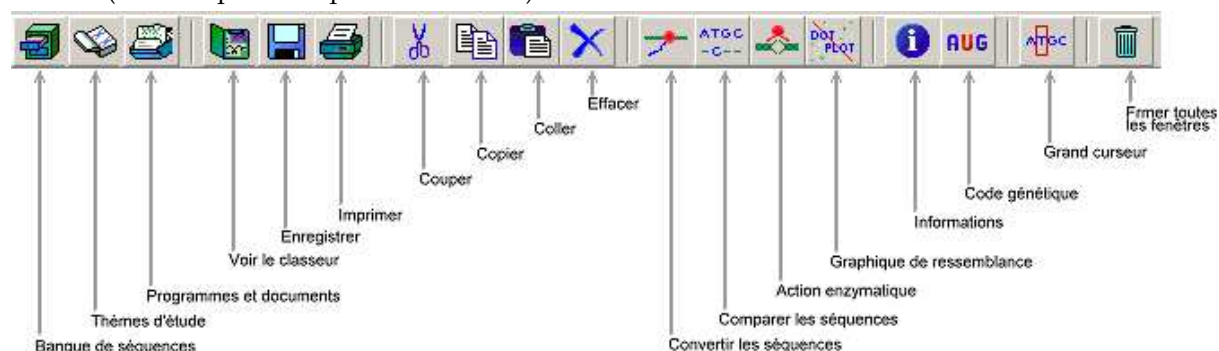 ATGC
-C--
DOT
PLOT
AUG
ATGC
Effacer
Frmer toutes
les fenêtres
Coller
Copier
Grand curseur
Couper
Code génétique
Imprimer
Informations
Enregistrer
Voir le classeur
Graphique de ressemblance
Programmes et documents
Action enzymatique
Thèmes d'étude
Comparer les séquences
Banque de séquences
Convertir les séquences